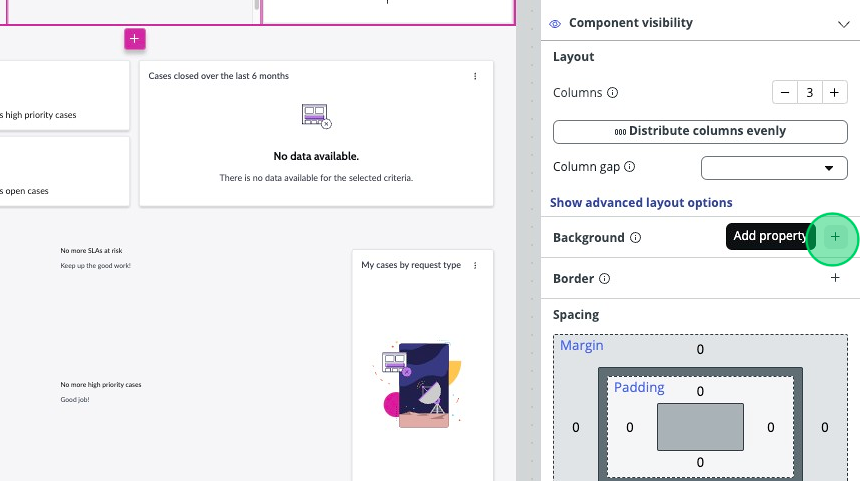 s high priority cases
s open cases
Cases closed over the last 6 months
No data available.
There is no data available for the selected criteria.
No more SLAs at risk
Keep up the good work!
No more high priority cases
Good job!
My cases by request type
Component visibility
Layout
Columns
3
Distribute columns evenly
Column gap
Show advanced layout options
Background
Add property
Border
Spacing
Margin
0
Padding
0
0
0
0
0
0